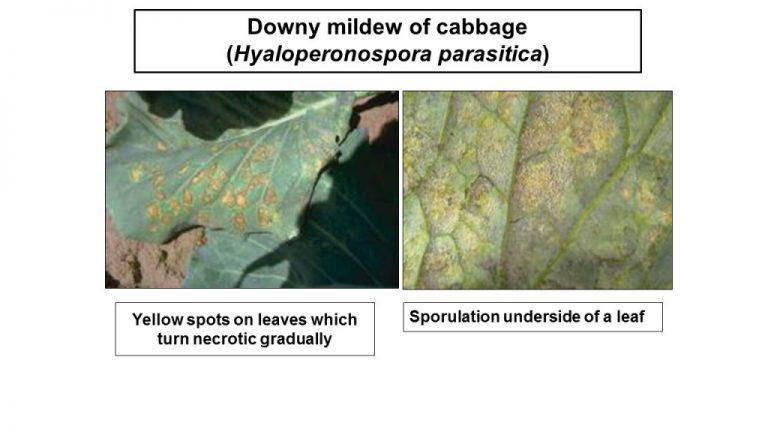 Downy mildew of cabbage
(Hyaloperonospora parasitica)
Yellow spots on leaves which
turn necrotic gradually
Sporulation underside of a leaf